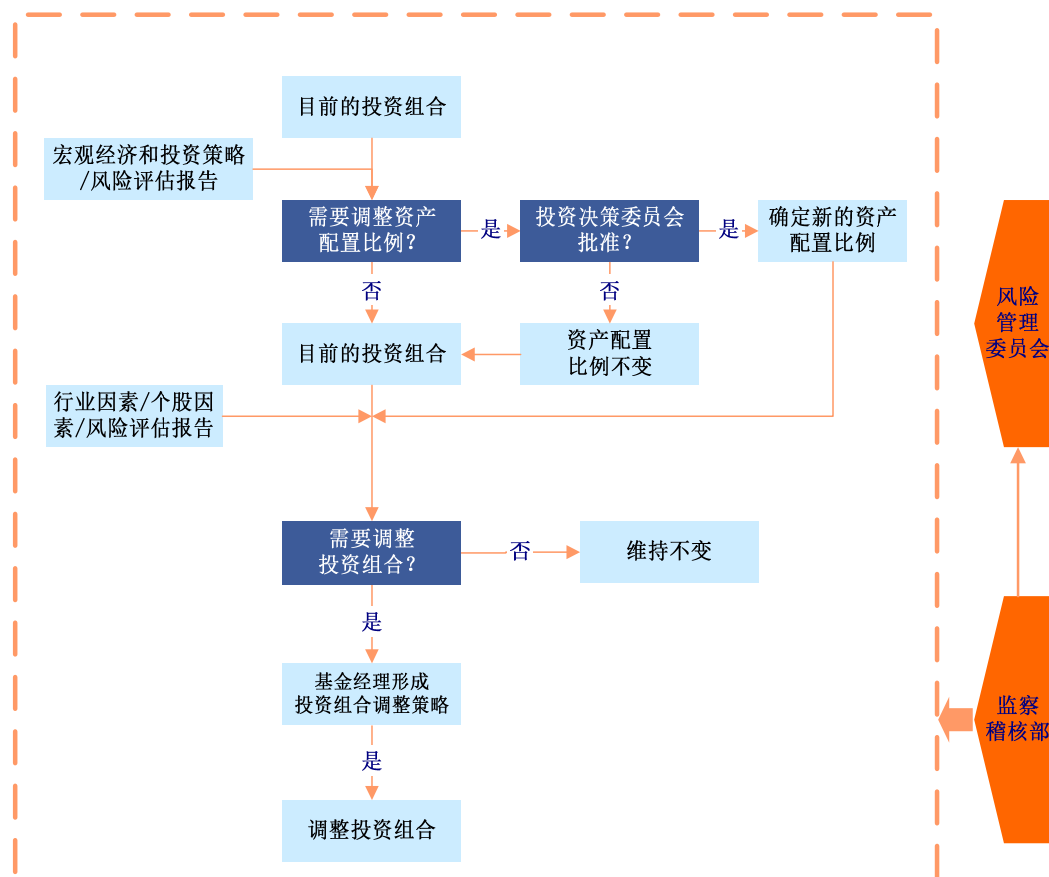 目前的投资组合
宏观经济和投资策略
/风险评估报告
需要调整资产
配置比例？
是
投资决策委员会
批准？
是
确定新的资产
配置比例
否
否
目前的投资组合
资产配置
比例不变
行业因素/个股因
素/风险评估报告
需要调整
投资组合？
否
维持不变
是
基金经理形成
投资组合调整策略
是
调整投资组合
风险
管理
委员会
监察
稽核部